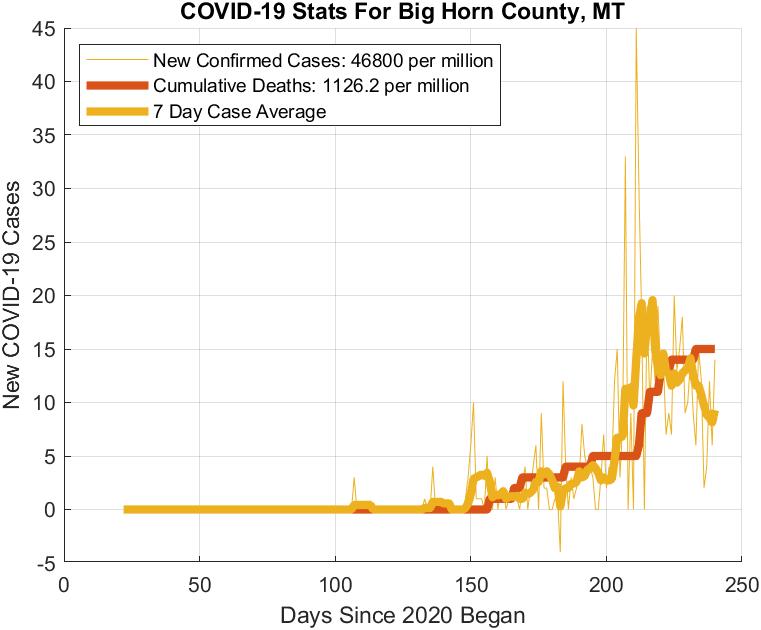 COVID-19 Stats For Big Horn County, MT
New Confirmed Cases: 46800 per million
Cumulative Deaths: 1126.2 per million
7 Day Case Average
New COVID-19 Cases
45
40
35
30
25
20
15
10
5
0
-5
0 50 100 150 200 250
Days Since 2020 Began